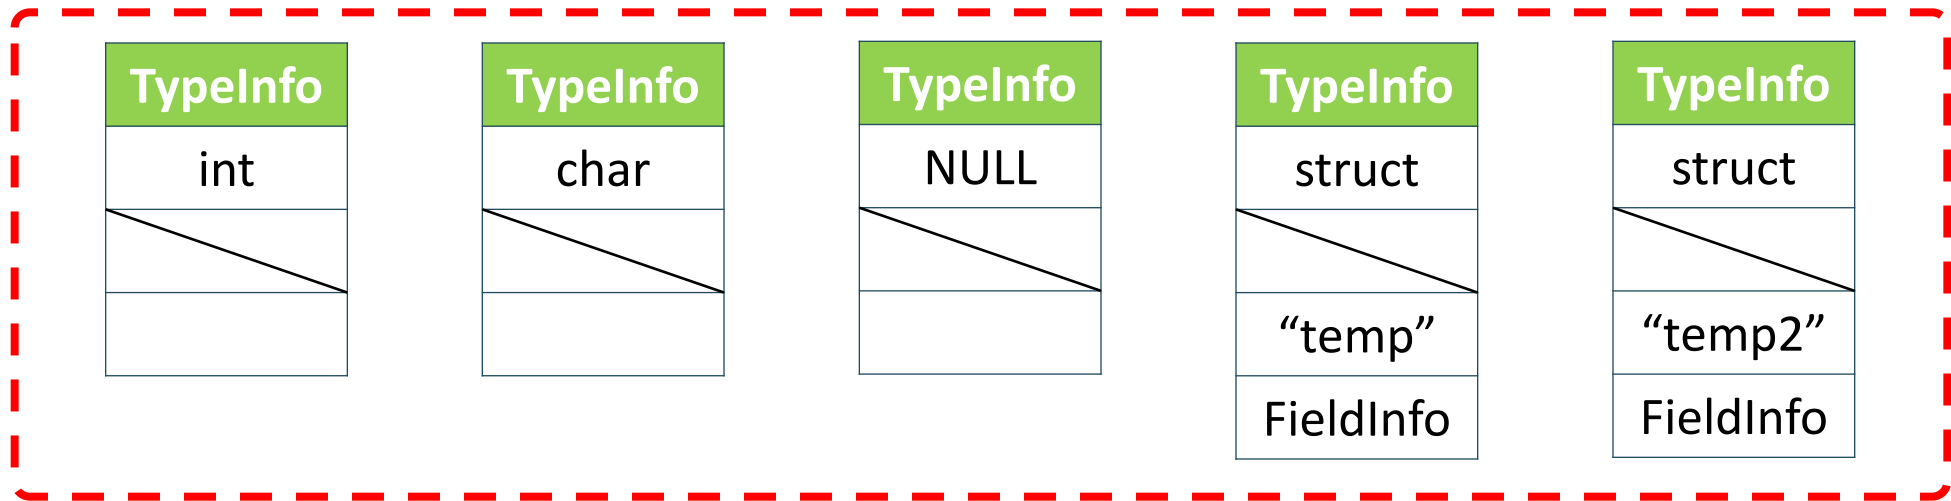 TypeInfo
int
TypeInfo
char
TypeInfo
NULL
TypeInfo
struct
“temp”
FieldInfo
TypeInfo
struct
“temp2”
FieldInfo